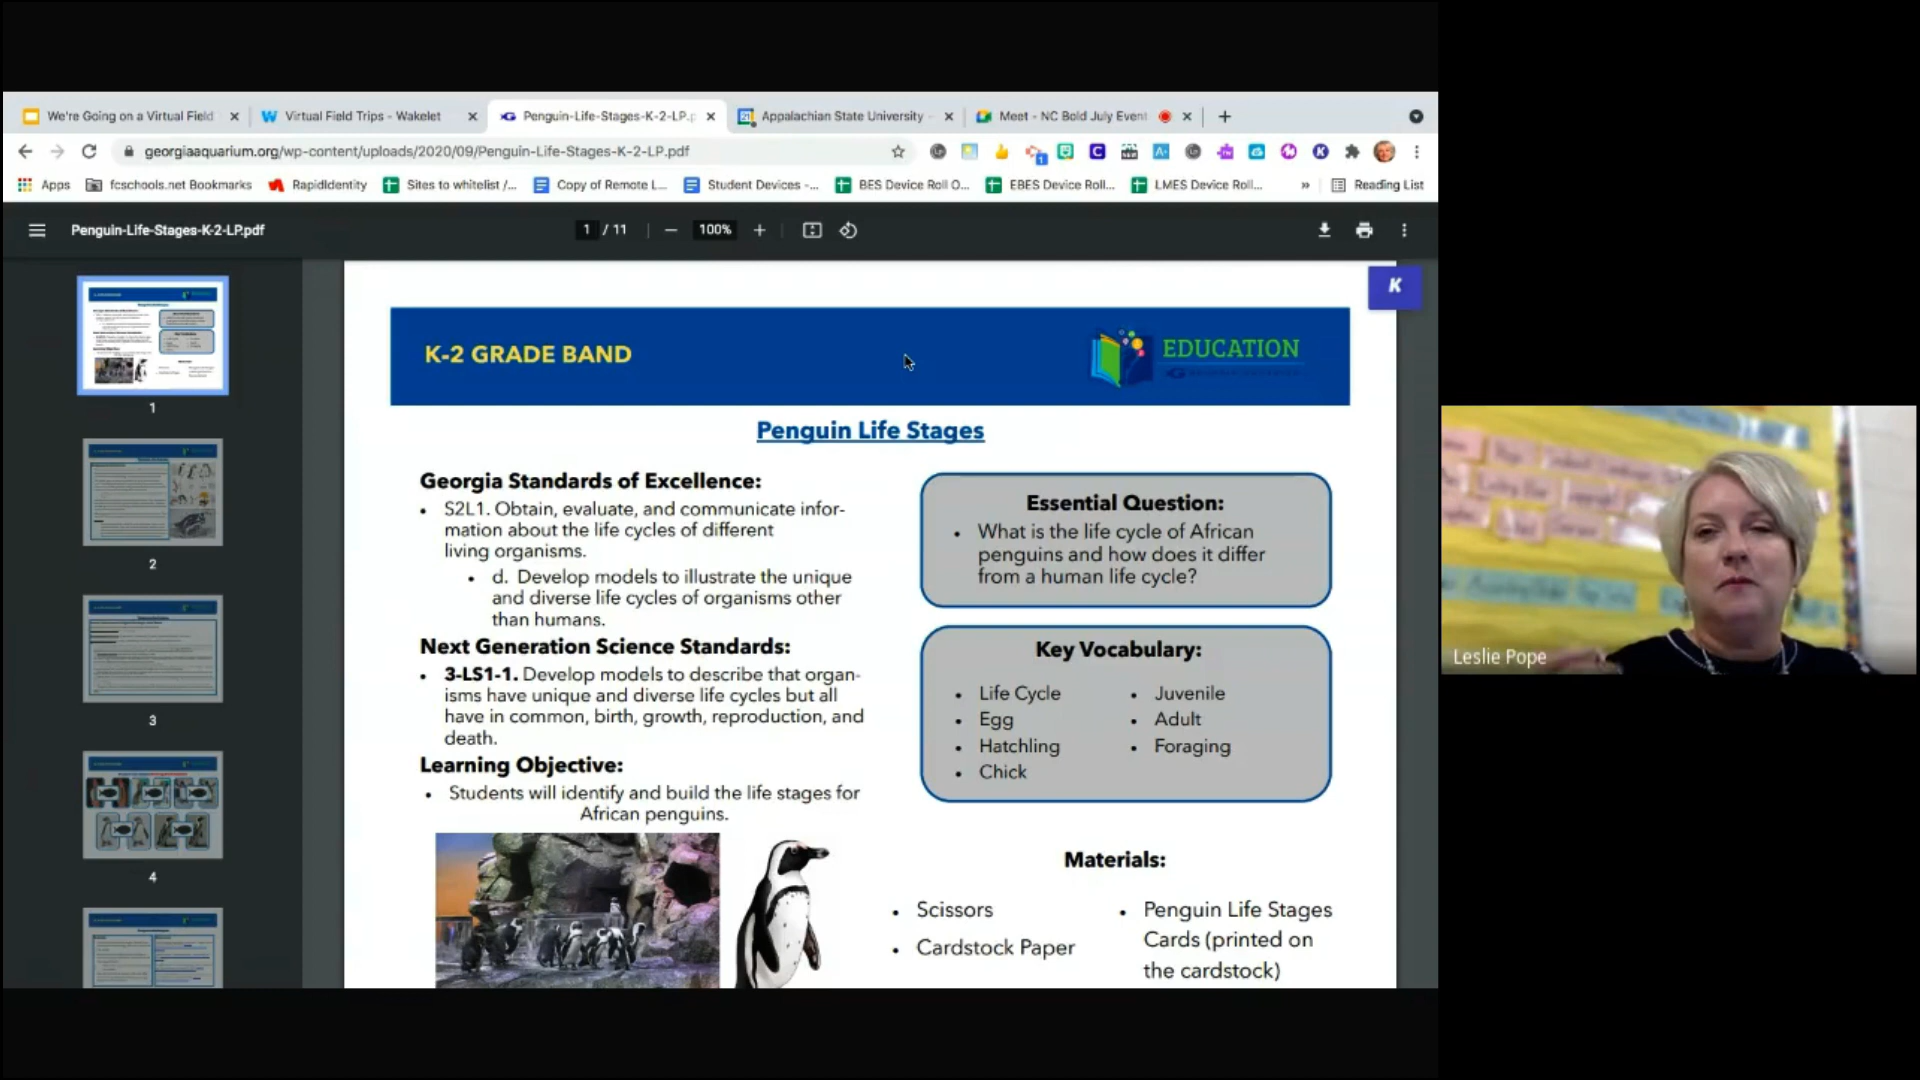 We're Going on a Virtual Field
Virtual Field Trips - Wakelet
Penguin-Life-Stages-K-2-LP.p
Appalachian State University -
Meet - NC Bold July Event
georgiaaquarium.org/wp-content/uploads/2020/09/Penguin-Life-Stages-K-2-LP.pdf
Apps
fcschools.net Bookmarks
RapidIdentity
Sites to whitelist /...
Copy of Remote L...
Student Devices -...
BES Device Roll O...
EBES Device Roll...
LMES Device Roll...
»
Reading List
Penguin-Life-Stages-K-2-LP.pdf
1 / 11
100%
1
2
3
4
K
K-2 GRADE BAND
EDUCATION
Penguin Life Stages
Georgia Standards of Excellence:
• S2L1. Obtain, evaluate, and communicate infor-
mation about the life cycles of different
living organisms.
• d. Develop models to illustrate the unique
and diverse life cycles of organisms other
than humans.
Next Generation Science Standards:
• 3-LS1-1. Develop models to describe that organ-
isms have unique and diverse life cycles but all
have in common, birth, growth, reproduction, and
death.
Learning Objective:
• Students will identify and build the life stages for
African penguins.
Essential Question:
• What is the life cycle of African
penguins and how does it differ
from a human life cycle?
Key Vocabulary:
• Life Cycle
• Egg
• Hatchling
• Chick
• Juvenile
• Adult
• Foraging
Materials:
• Scissors
• Cardstock Paper
• Penguin Life Stages
Cards (printed on
the cardstock)
Leslie Pope